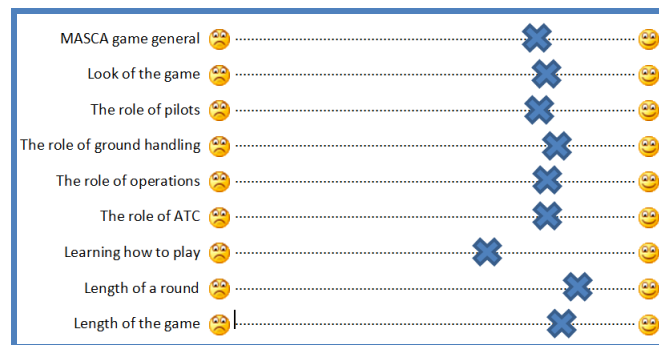 MASCA game general
Look of the game
The role of pilots
The role of ground handling
The role of operations
The role of ATC
Learning how to play
Length of a round
Length of the game